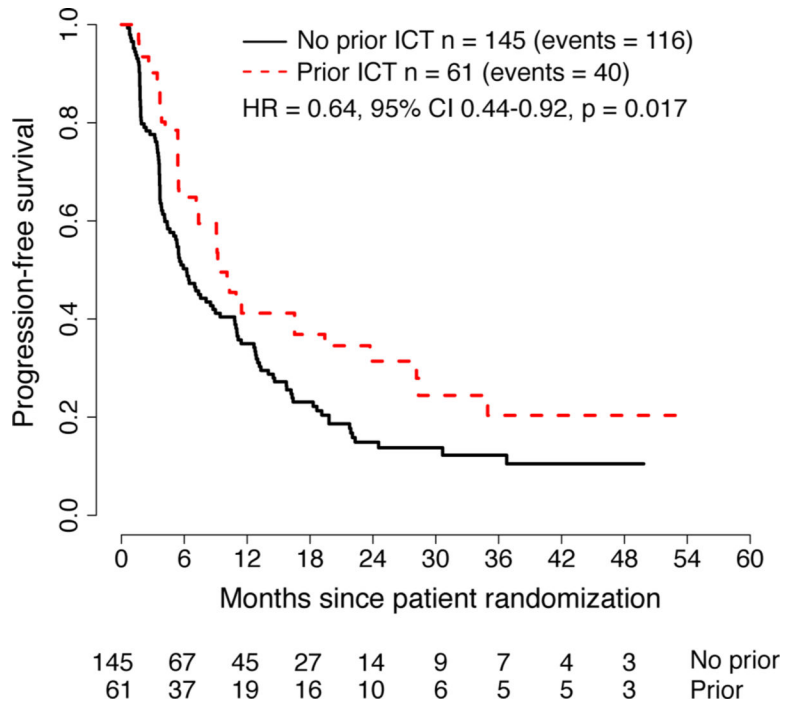 No prior ICT n = 145 (events = 116)
Prior ICT n = 61 (events = 40)
HR = 0.64, 95% CI 0.44-0.92, p = 0.017
Progression-free survival
1.0
0.8
0.6
0.4
0.2
0.0
0 6 12 18 24 30 36 42 48 54 60
Months since patient randomization
145 67 45 27 14 9 7 4 3 No prior
61 37 19 16 10 6 5 5 3 Prior